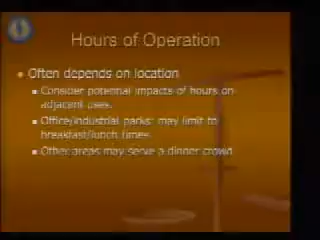 Hours of Operation
Often depends on location
Consider potential impacts of hours on
adjacent uses.
Office/industrial parks: may limit to
breakfast/lunch times.
Other areas may serve a dinner crowd